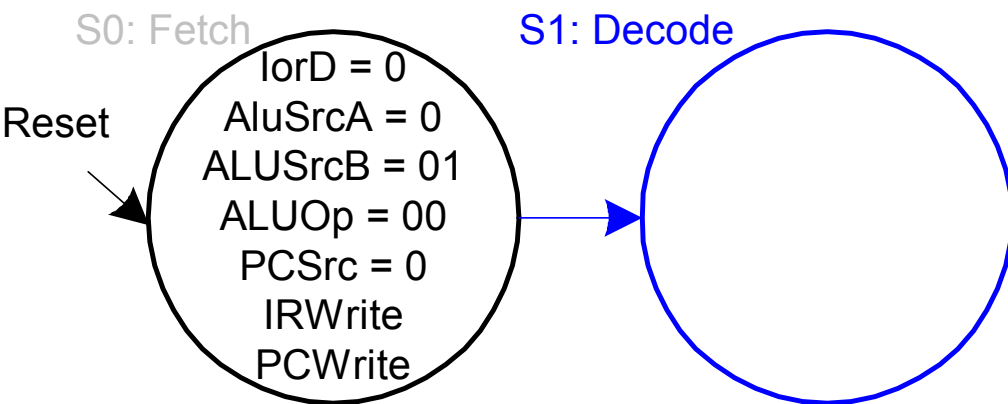 S0: Fetch
S1: Decode
Reset
IorD = 0
AluSrcA = 0
ALUSrcB = 01
ALUOp = 00
PCSrc = 0
IRWrite
PCWrite